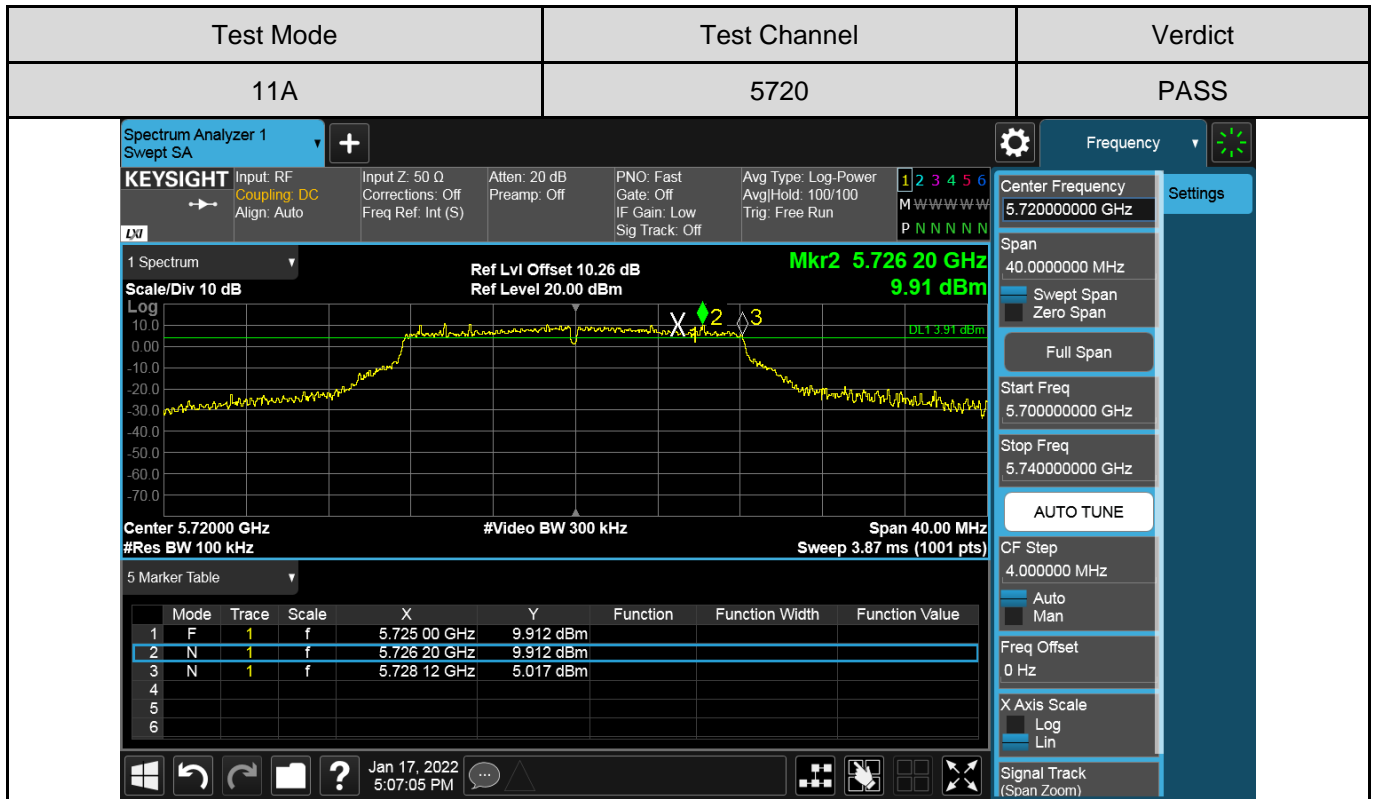 Test Mode Test Channel Verdict
11A 5720 PASS
Spectrum Analyzer 1
Swept SA
Frequency
KEYSIGHT Input: RF Input Z: 50 Ω Atten: 20 dB PNO: Fast Avg Type: Log-Power 1 2 3 4 5 6
Coupling: DC Corrections: Off Preamp: Off Gate: Off Avg|Hold: 100/100 M W W W W W
Align: Auto Freq Ref: Int (S) IF Gain: Low Trig: Free Run
LXI Sig Track: Off P N N N N N
1 Spectrum
Ref Lvl Offset 10.26 dB Mkr2 5.726 20 GHz
Scale/Div 10 dB Ref Level 20.00 dBm 9.91 dBm
Log
10.0
0.00
-10.0
-20.0
-30.0
-40.0
-50.0
-60.0
-70.0
1 2 3
DL1 3.91 dBm
Center 5.72000 GHz #Video BW 300 kHz Span 40.00 MHz
#Res BW 100 kHz Sweep 3.87 ms (1001 pts)
5 Marker Table
Mode Trace Scale X Y Function Function Width Function Value
1 F 1 f 5.725 00 GHz 9.912 dBm
2 N 1 f 5.726 20 GHz 9.912 dBm
3 N 1 f 5.728 12 GHz 5.017 dBm
4
5
6
Jan 17, 2022
5:07:05 PM
Center Frequency
5.720000000 GHz
Settings
Span
40.0000000 MHz
Swept Span
Zero Span
Full Span
Start Freq
5.700000000 GHz
Stop Freq
5.740000000 GHz
AUTO TUNE
CF Step
4.000000 MHz
Auto
Man
Freq Offset
0 Hz
X Axis Scale
Log
Lin
Signal Track
(Span Zoom)